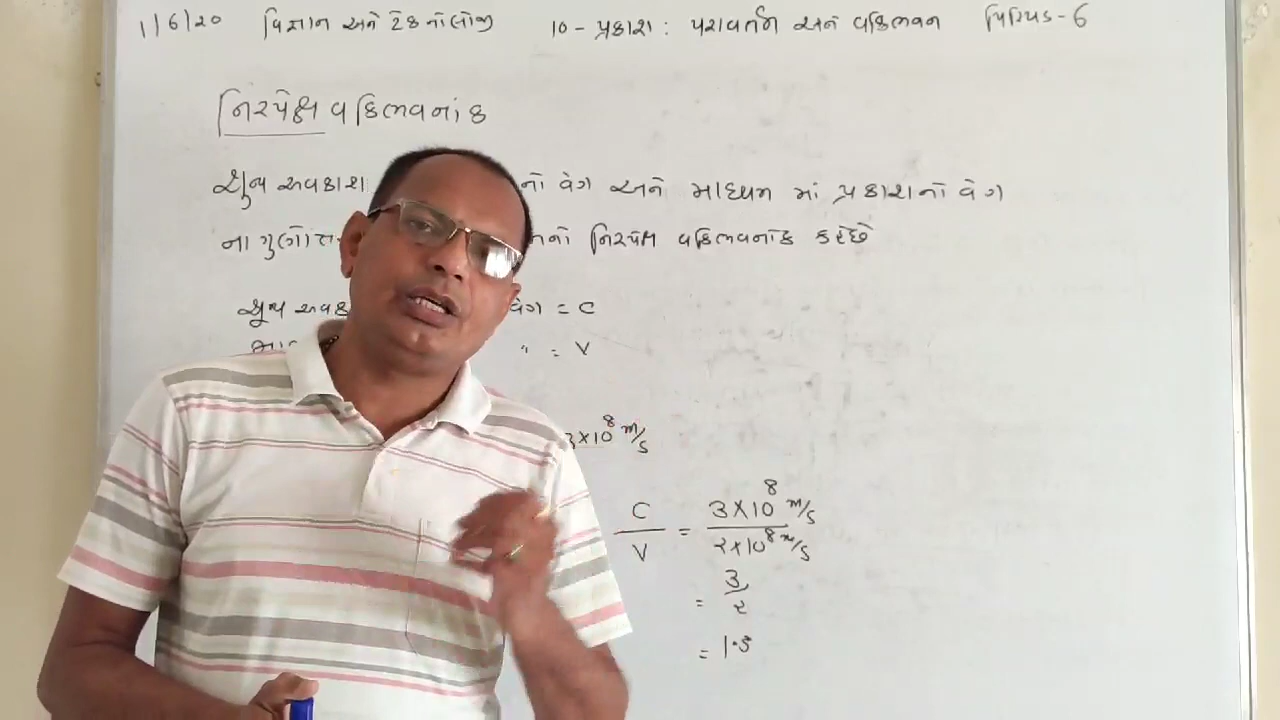 1/6/20 વિજ્ઞાન અને ટેકનોલોજી 10 - પ્રકાશ : પરાવર્તન અને વક્રિભવન પિરિયડ - 6
નિરપેક્ષ વક્રિભવનાંક
શુન્ય અવકાશ નો વેગ અને માધ્યમ માં પ્રકાશનો વેગ
ના ગુણો નિરપેક્ષ વક્રિભવનાંક કહે છે
શૂન્ય અવકા વેગ = C
" = V
3×10⁸ m/s
C/V = 3×10⁸ m/s / 2×10⁸ m/s
= 3/2
= 1.5